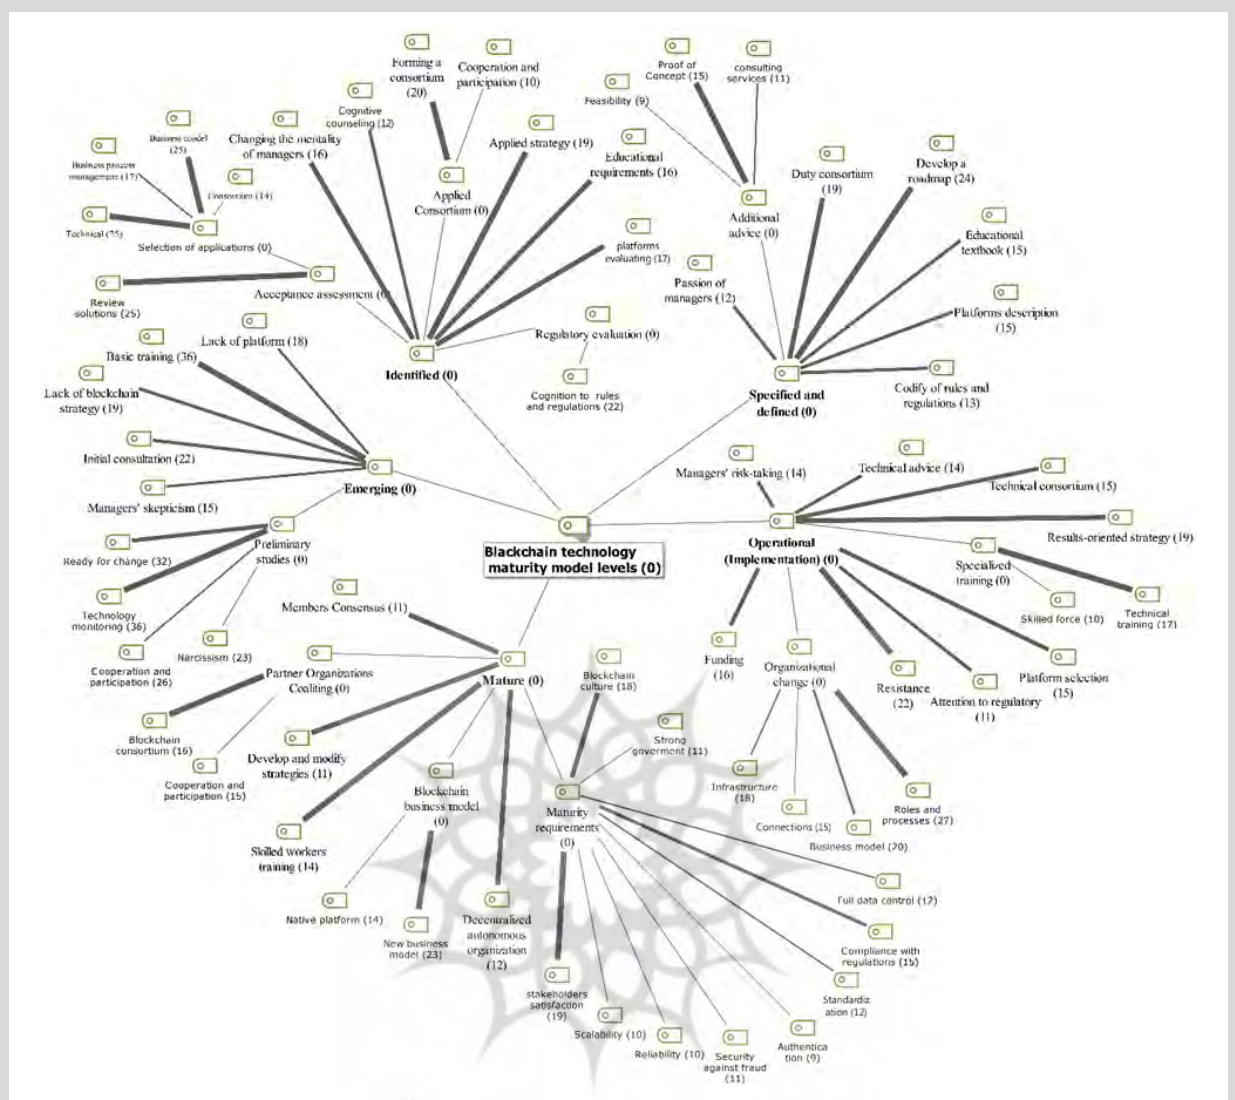 Forming a
consortium
(20)
Cooperation and
participation (10)
Proof of
Concept (15)
consulting
services (11)
Feasibility (9)
Cognitive
counseling (12)
Business model
(25)
Changing the mentality
of managers (16)
Applied strategy (19)
Educational
requirements (16)
Business process
management (17)
Consortium (14)
Applied
Consortium (0)
Duty consortium
(19)
Develop a
roadmap (24)
Technical (25)
Selection of applications (0)
Additional
advice (0)
Educational
textbook (15)
platforms
evaluating (17)
Passion of
managers (12)
Acceptance assessment (0)
Review
solutions (25)
Platforms description
(15)
Regulatory evaluation (0)
Lack of platform (18)
Basic training (36)
Identified (0)
Cognition to rules
and regulations (22)
Specified and
defined (0)
Codify of rules and
regulations (13)
Lack of blockchain
strategy (19)
Initial consultation (22)
Managers' skepticism (15)
Emerging (0)
Managers' risk-taking (14)
Technical advice (14)
Technical consortium (15)
Results-oriented strategy (19)
Preliminary
studies (0)
Ready for change (32)
Blackchain technology
maturity model levels (0)
Operational
(Implementation) (0)
Specialized
training (0)
Technology
monitoring (36)
Members Consensus (11)
Skilled force (10)
Technical
training (17)
Narcissism (23)
Cooperation and
participation (26)
Partner Organizations
Coaliting (0)
Mature (0)
Blockchain
culture (18)
Funding
(16)
Organizational
change (0)
Resistance
(22)
Attention to regulatory
(11)
Platform selection
(15)
Blockchain
consortium (16)
Cooperation and
participation (15)
Develop and modify
strategies (11)
Strong
goverment (11)
Infrastructure
(18)
Connections (15)
Business model (20)
Roles and
processes (27)
Blockchain
business model
(0)
Maturity
requirements
(0)
Skilled workers
training (14)
Full data control (12)
Native platform (14)
New business
model (23)
Decentralized
autonomous
organization
(12)
Compliance with
regulations (15)
stakeholders
satisfaction
(19)
Standardiz
ation (12)
Scalability (10)
Reliability (10)
Security
against fraud
(11)
Authentica
tion (9)